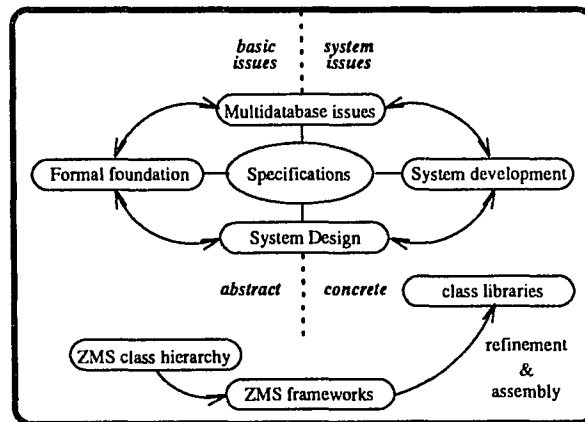 basic
issues
system
issues
Multidatabase issues
Formal foundation
Specifications
System development
System Design
abstract
concrete
class libraries
ZMS class hierarchy
ZMS frameworks
refinement
&
assembly